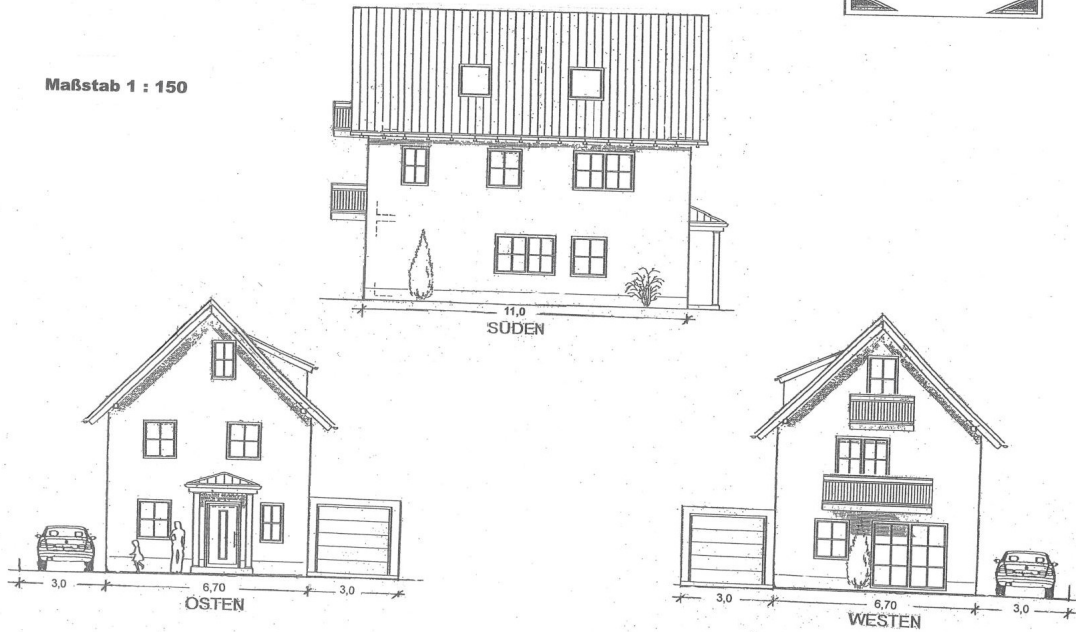 Maßstab 1 : 150
11,0
SÜDEN
3,0 6,70 3,0
OSTEN
3,0 6,70 3,0
WESTEN